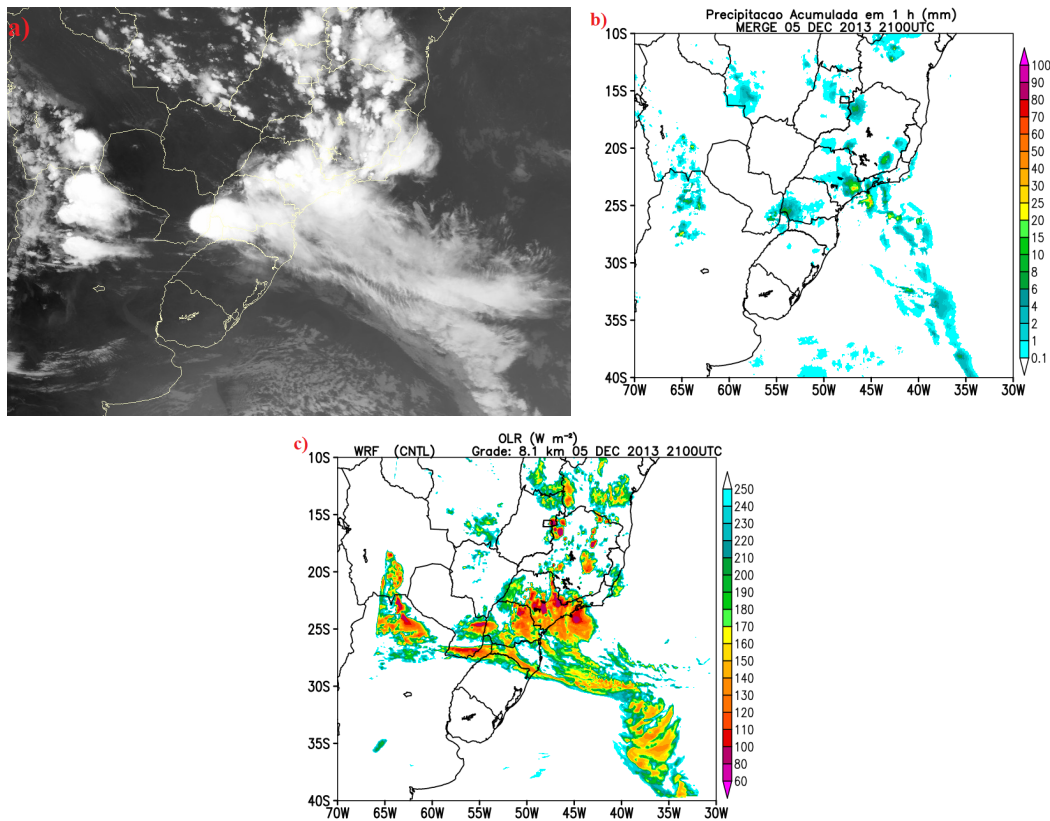 a)
b)
Precipitacao Acumulada em 1 h (mm)
MERGE 05 DEC 2013 2100UTC
10S
15S
20S
25S
30S
35S
40S
70W 65W 60W 55W 50W 45W 40W 35W 30W
100
90
80
70
60
50
40
30
25
20
15
10
8
6
4
2
1
0.1
c)
OLR (W m⁻²)
WRF (CNTL) Grade: 8.1 km 05 DEC 2013 2100UTC
10S
15S
20S
25S
30S
35S
40S
70W 65W 60W 55W 50W 45W 40W 35W 30W
250
240
230
220
210
200
190
180
170
160
150
140
130
120
110
100
80
60